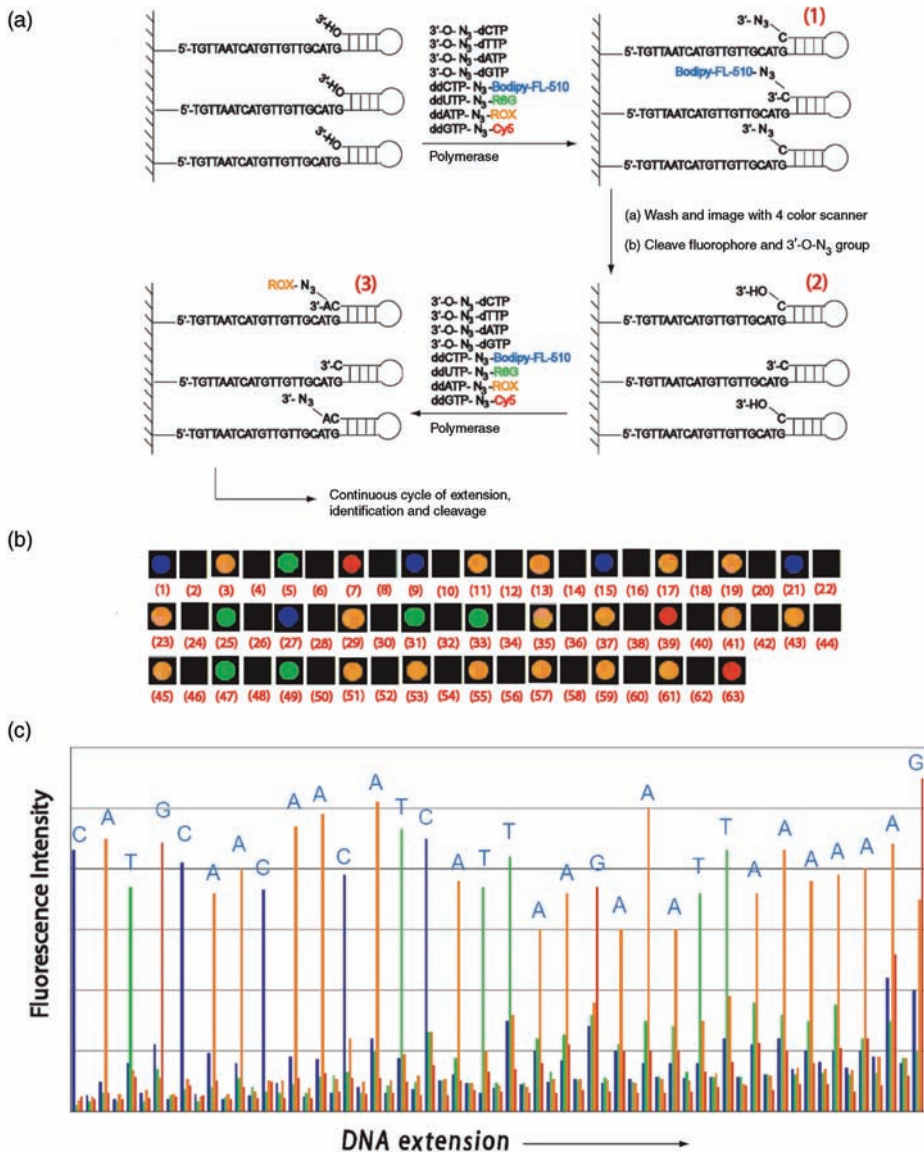 (a)
3'-HO
5'-TGTTAATCATGTTGTTGCATG
3'-HO
5'-TGTTAATCATGTTGTTGCATG
3'-HO
5'-TGTTAATCATGTTGTTGCATG
3'-O- N3-dCTP
3'-O- N3-dTTP
3'-O- N3-dATP
3'-O- N3-dGTP
ddCTP- N3-Bodipy-FL-510
ddUTP- N3-R6G
ddATP- N3-ROX
ddGTP- N3-Cy5
Polymerase
(1)
3'- N3
C
5'-TGTTAATCATGTTGTTGCATG
Bodipy-FL-510- N3
3'-C
5'-TGTTAATCATGTTGTTGCATG
3'- N3
C
5'-TGTTAATCATGTTGTTGCATG
(a) Wash and image with 4 color scanner
(b) Cleave fluorophore and 3'-O-N3 group
(2)
3'-HO
C
5'-TGTTAATCATGTTGTTGCATG
3'-C
5'-TGTTAATCATGTTGTTGCATG
3'-HO
C
5'-TGTTAATCATGTTGTTGCATG
3'-O- N3-dCTP
3'-O- N3-dTTP
3'-O- N3-dATP
3'-O- N3-dGTP
ddCTP- N3-Bodipy-FL-510
ddUTP- N3-R6G
ddATP- N3-ROX
ddGTP- N3-Cy5
Polymerase
(3)
ROX- N3
3'-AC
5'-TGTTAATCATGTTGTTGCATG
3'-C
5'-TGTTAATCATGTTGTTGCATG
3'- N3
AC
5'-TGTTAATCATGTTGTTGCATG
Continuous cycle of extension,
identification and cleavage
(b)
(1) (2) (3) (4) (5) (6) (7) (8) (9) (10) (11) (12) (13) (14) (15) (16) (17) (18) (19) (20) (21) (22)
(23) (24) (25) (26) (27) (28) (29) (30) (31) (32) (33) (34) (35) (36) (37) (38) (39) (40) (41) (42) (43) (44)
(45) (46) (47) (48) (49) (50) (51) (52) (53) (54) (55) (56) (57) (58) (59) (60) (61) (62) (63)
(c)
Fluorescence Intensity
C A T G C A A C A A C A T C A T T A A G A A A T T A A A A A A G
DNA extension